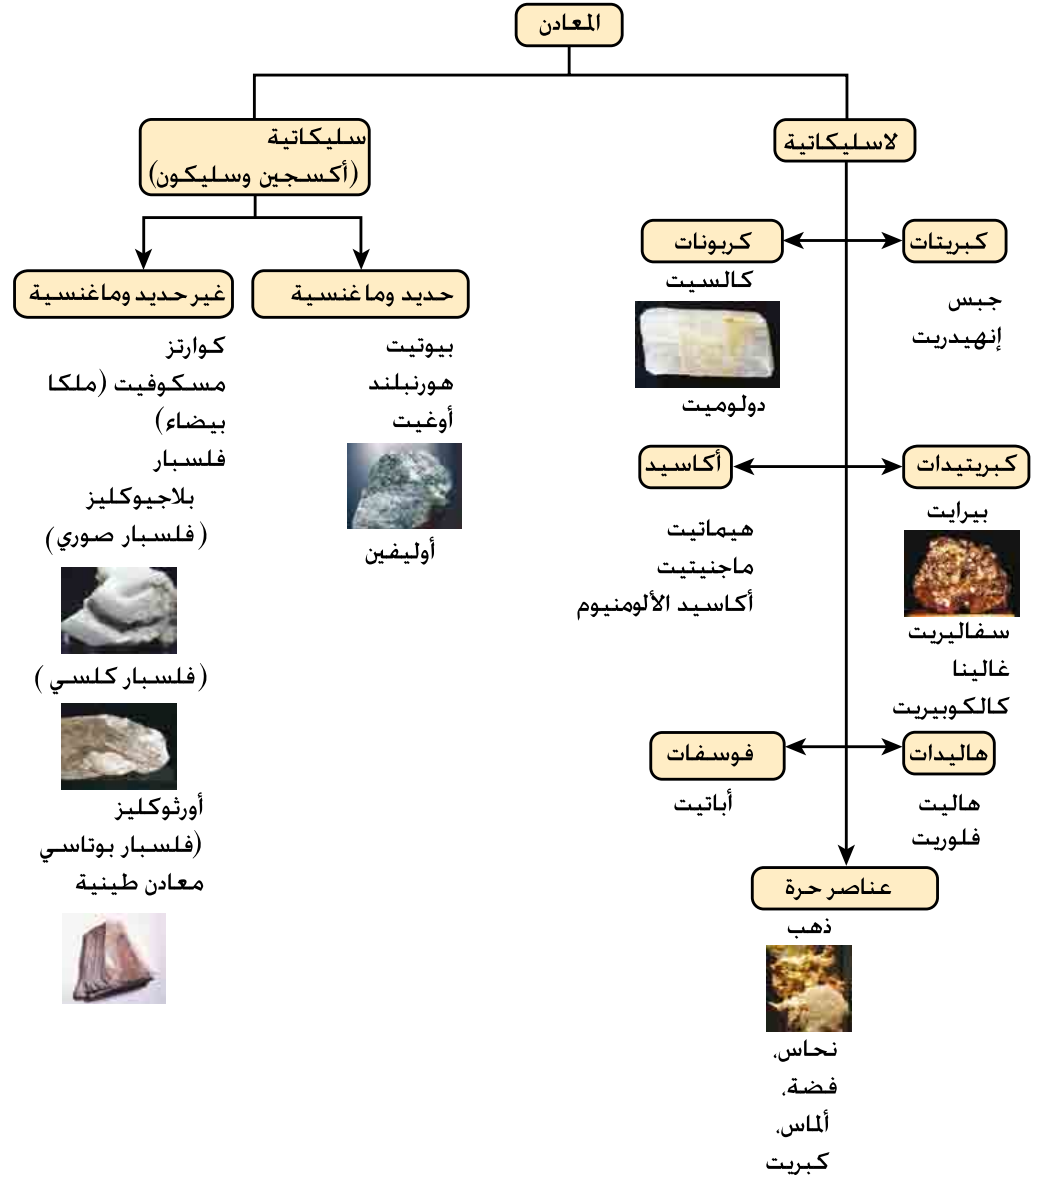 المعادن
لاسليكاتية
كبريتات
جبس
إنهيدريت
كربونات
كالسيت
دولوميت
كبريتيدات
بيرايت
سفاليريت
غالينا
كالكوبيريت
أكاسيد
هيماتيت
ماجنيتيت
أكاسيد الألومنيوم
هاليدات
هاليت
فلوريت
فوسفات
أباتيت
عناصر حرة
ذهب
نحاس،
فضة،
ألماس،
كبريت
سليكاتية
(أكسجين وسليكون)
حديد وماغنسية
بيوتيت
هورنبلند
أوغيت
أوليفين
غير حديد وماغنسية
كوارتز
مسكوفيت (ملكا
بيضاء)
فلسبار
بلاجيوكليز
(فلسبار صوري)
(فلسبار كلسي )
أورثوكليز
(فلسبار بوتاسي
معادن طينية